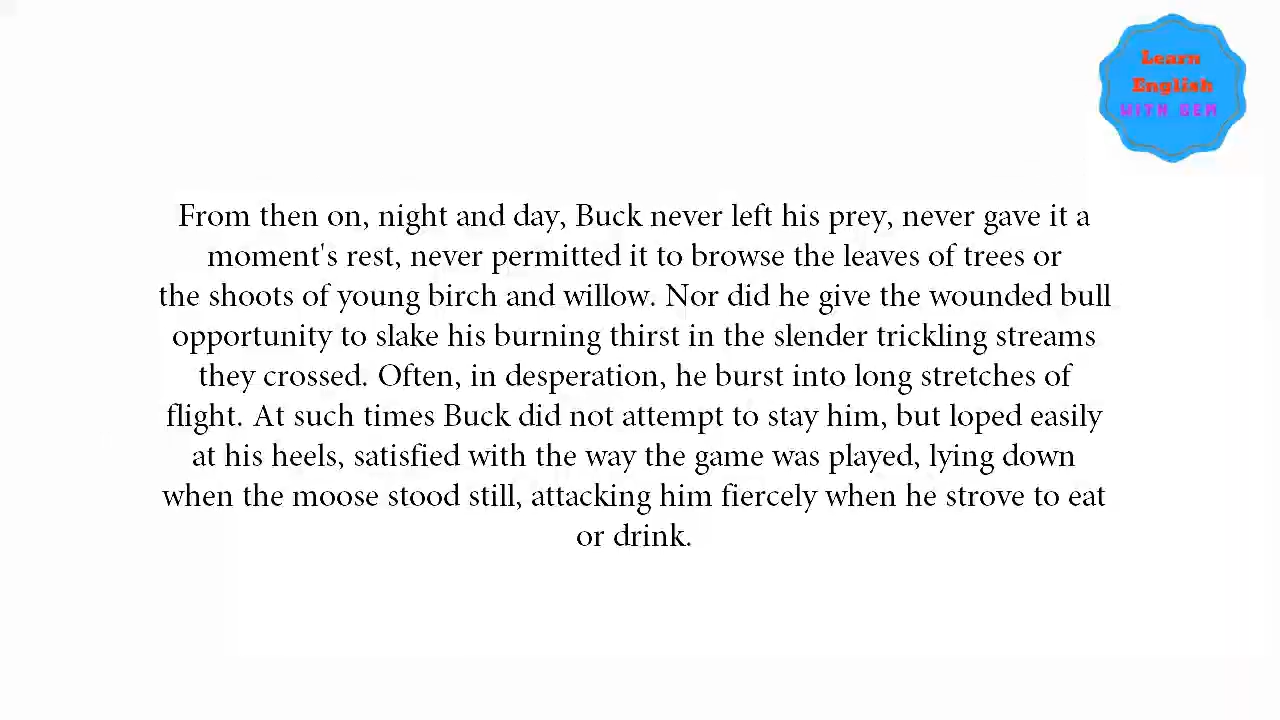 Learn
English
WITH GEM
From then on, night and day, Buck never left his prey, never gave it a
moment's rest, never permitted it to browse the leaves of trees or
the shoots of young birch and willow. Nor did he give the wounded bull
opportunity to slake his burning thirst in the slender trickling streams
they crossed. Often, in desperation, he burst into long stretches of
flight. At such times Buck did not attempt to stay him, but loped easily
at his heels, satisfied with the way the game was played, lying down
when the moose stood still, attacking him fiercely when he strove to eat
or drink.